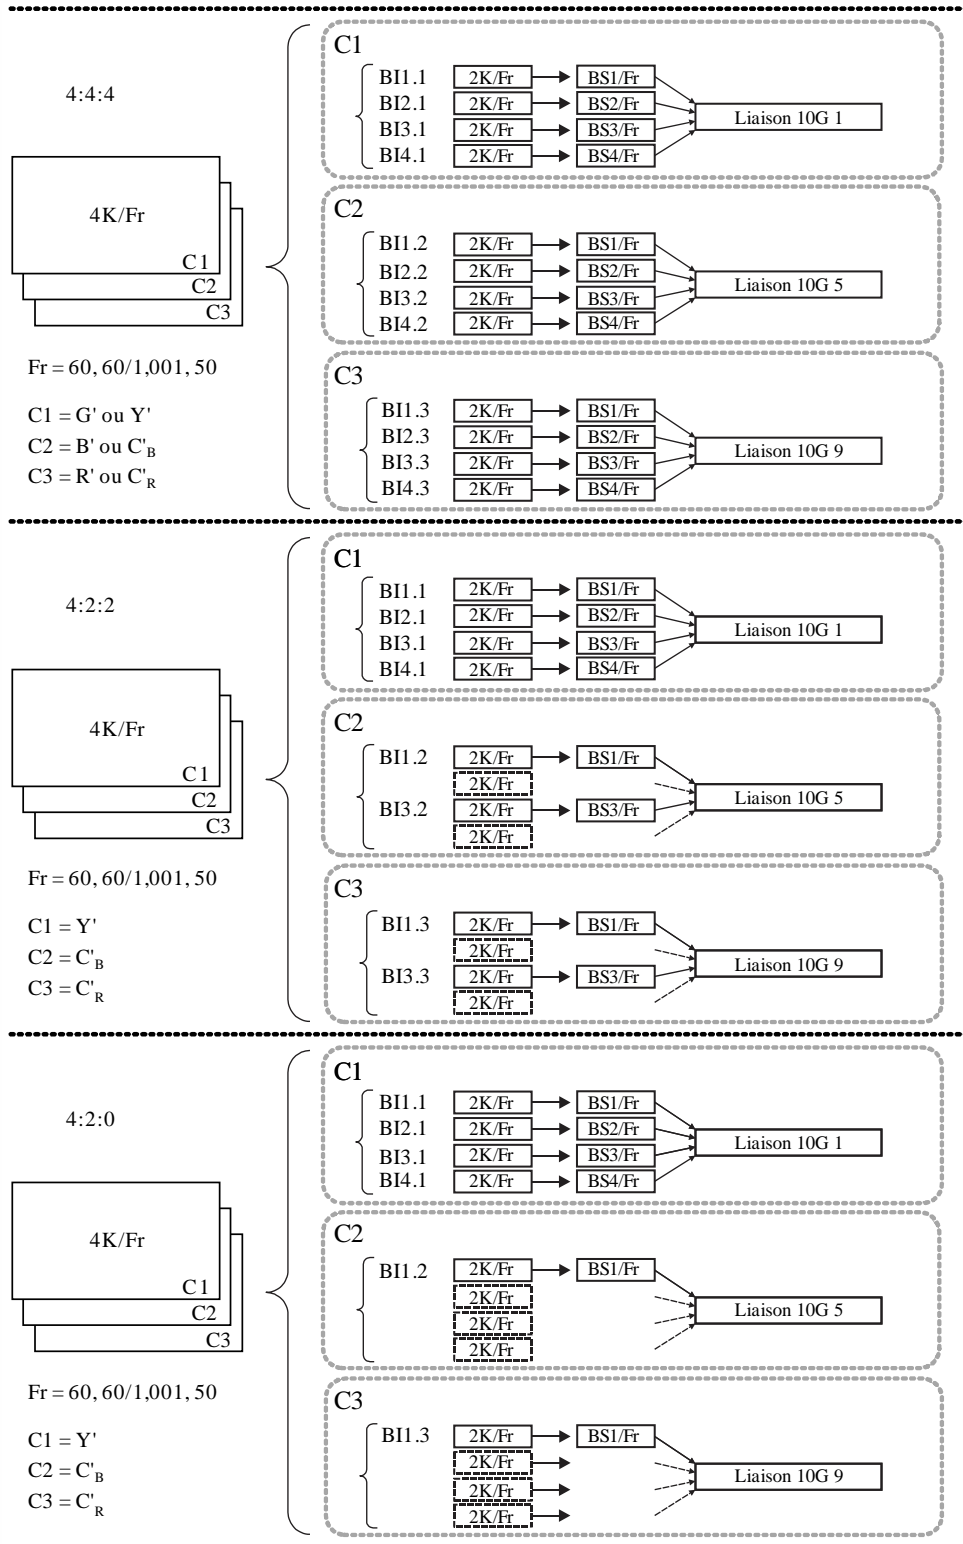 4:4:4
4K/Fr
C1
C2
C3
Fr = 60, 60/1,001, 50
C1 = G' ou Y'
C2 = B' ou C'B
C3 = R' ou C'R
C1
BI1.1 2K/Fr BS1/Fr
BI2.1 2K/Fr BS2/Fr
BI3.1 2K/Fr BS3/Fr
BI4.1 2K/Fr BS4/Fr
Liaison 10G 1
C2
BI1.2 2K/Fr BS1/Fr
BI2.2 2K/Fr BS2/Fr
BI3.2 2K/Fr BS3/Fr
BI4.2 2K/Fr BS4/Fr
Liaison 10G 5
C3
BI1.3 2K/Fr BS1/Fr
BI2.3 2K/Fr BS2/Fr
BI3.3 2K/Fr BS3/Fr
BI4.3 2K/Fr BS4/Fr
Liaison 10G 9
4:2:2
4K/Fr
C1
C2
C3
Fr = 60, 60/1,001, 50
C1 = Y'
C2 = C'B
C3 = C'R
C1
BI1.1 2K/Fr BS1/Fr
BI2.1 2K/Fr BS2/Fr
BI3.1 2K/Fr BS3/Fr
BI4.1 2K/Fr BS4/Fr
Liaison 10G 1
C2
BI1.2 2K/Fr BS1/Fr
2K/Fr
BI3.2 2K/Fr BS3/Fr
2K/Fr
Liaison 10G 5
C3
BI1.3 2K/Fr BS1/Fr
2K/Fr
BI3.3 2K/Fr BS3/Fr
2K/Fr
Liaison 10G 9
4:2:0
4K/Fr
C1
C2
C3
Fr = 60, 60/1,001, 50
C1 = Y'
C2 = C'B
C3 = C'R
C1
BI1.1 2K/Fr BS1/Fr
BI2.1 2K/Fr BS2/Fr
BI3.1 2K/Fr BS3/Fr
BI4.1 2K/Fr BS4/Fr
Liaison 10G 1
C2
BI1.2 2K/Fr BS1/Fr
2K/Fr
2K/Fr
2K/Fr
Liaison 10G 5
C3
BI1.3 2K/Fr BS1/Fr
2K/Fr
2K/Fr
2K/Fr
Liaison 10G 9